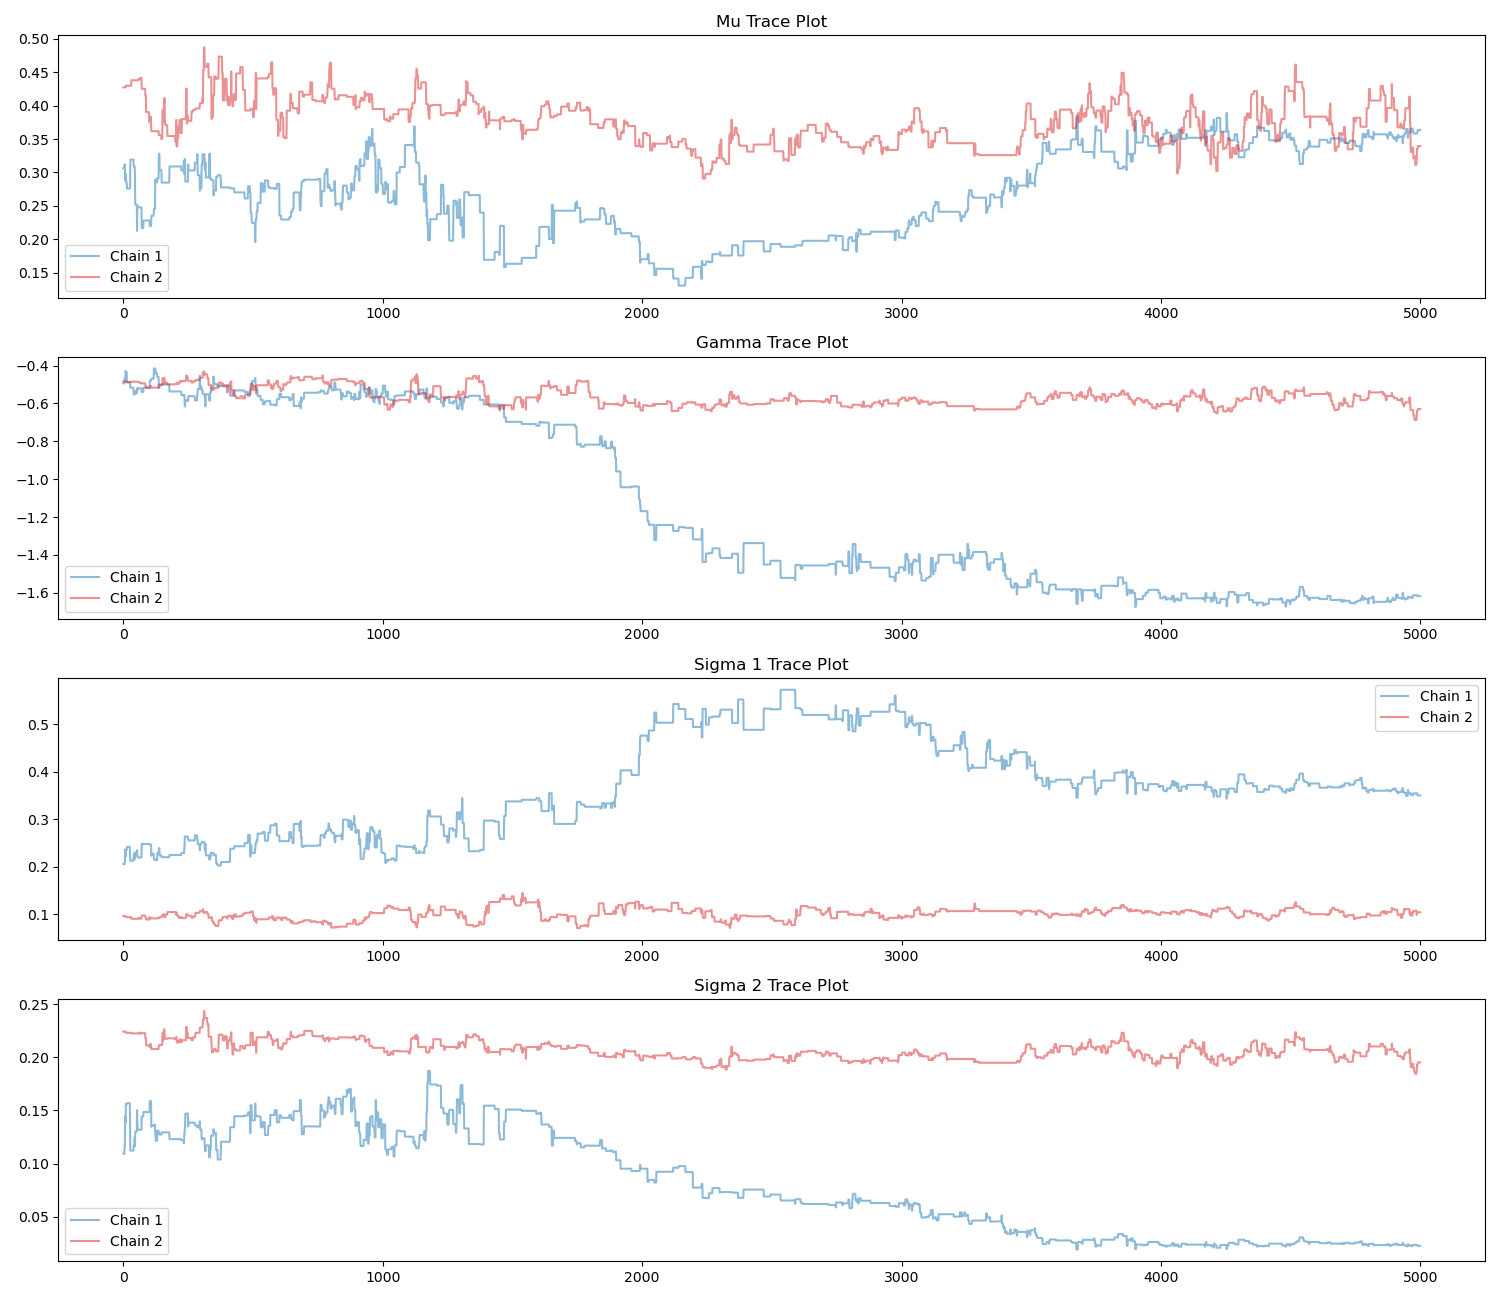 Mu Trace Plot
0.50
0.45
0.40
0.35
0.30
0.25
0.20
0.15
Chain 1
Chain 2
0 1000 2000 3000 4000 5000
Gamma Trace Plot
−0.4
−0.6
−0.8
−1.0
−1.2
−1.4
−1.6
Chain 1
Chain 2
0 1000 2000 3000 4000 5000
Sigma 1 Trace Plot
Chain 1
Chain 2
0.5
0.4
0.3
0.2
0.1
0 1000 2000 3000 4000 5000
Sigma 2 Trace Plot
0.25
0.20
0.15
0.10
0.05
Chain 1
Chain 2
0 1000 2000 3000 4000 5000